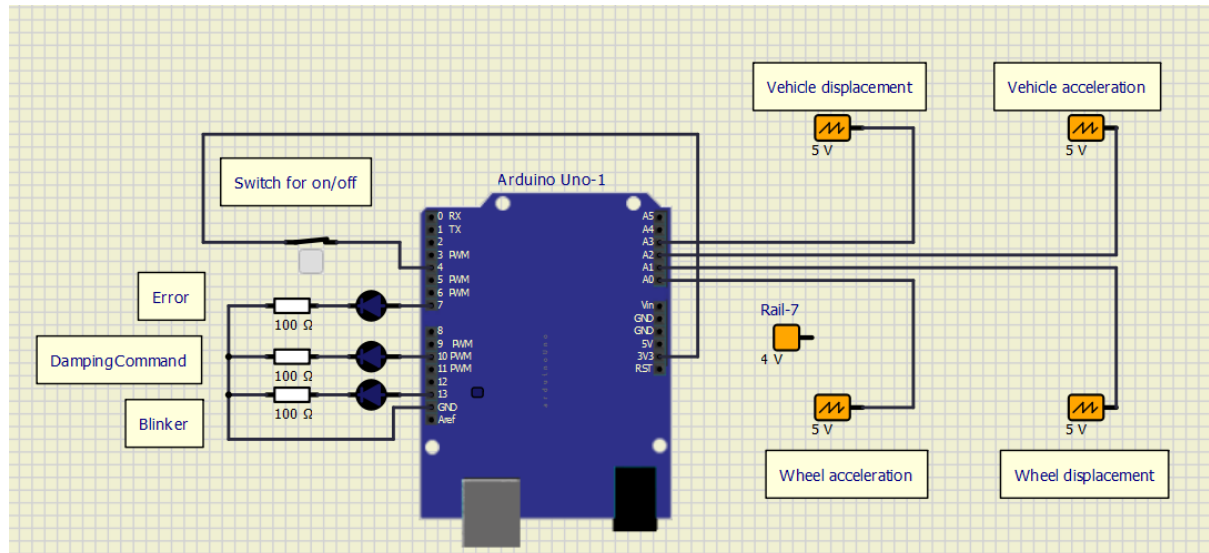 Vehicle displacement
Vehicle acceleration
5 V
5 V
Switch for on/off
Arduino Uno-1
0 RX
1 TX
2
3 PWM
4
5 PWM
6 PWM
7
8
9 PWM
10 PWM
11 PWM
12
13
GND
Aref
A5
A4
A3
A2
A1
A0
Vin
GND
GND
5V
3V3
RST
arduinoUno
Error
100 Ω
DampingCommand
100 Ω
100 Ω
Blinker
Rail-7
4 V
5 V
5 V
Wheel acceleration
Wheel displacement